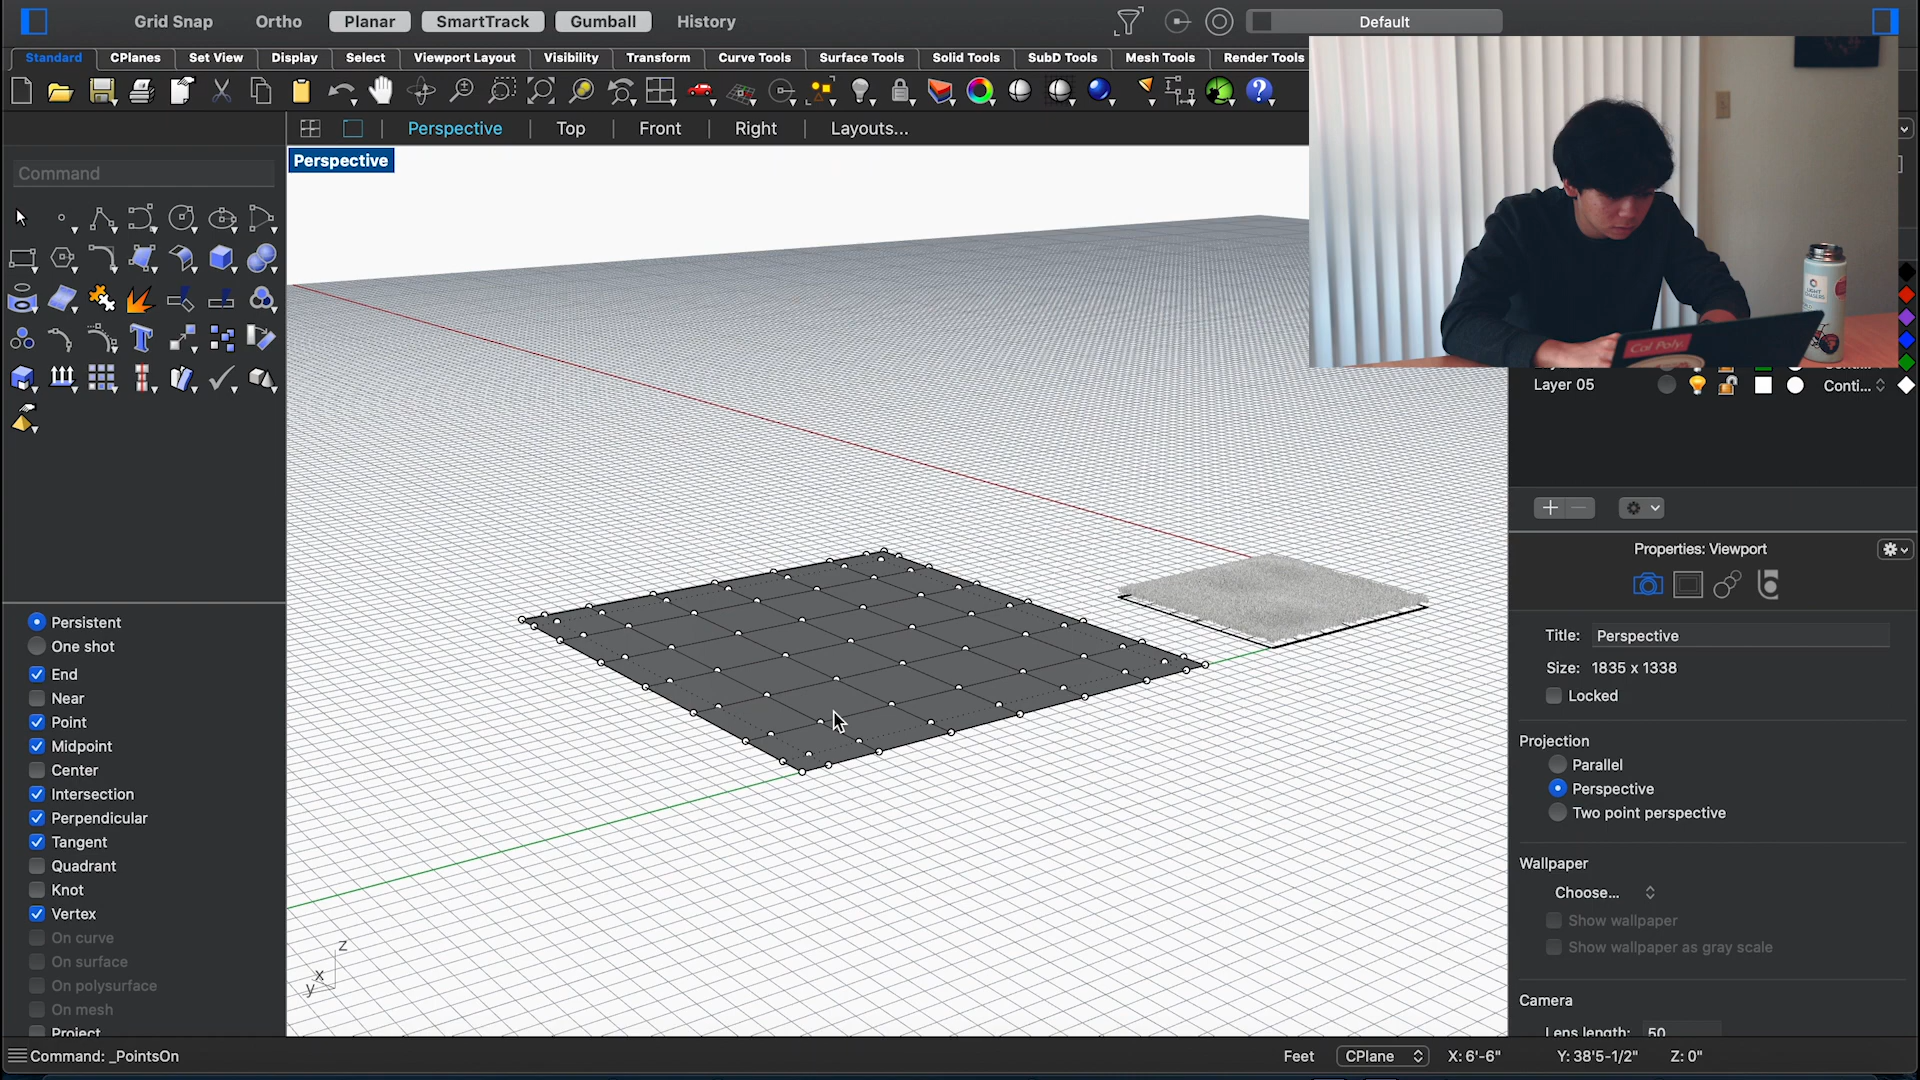 Grid Snap Ortho Planar SmartTrack Gumball History Default
Standard CPlanes Set View Display Select Viewport Layout Visibility Transform Curve Tools Surface Tools Solid Tools SubD Tools Mesh Tools Render Tools
Perspective Top Front Right Layouts...
Command
Perspective
LIGHT
CHASERS
Cal Poly
Layer 05 Conti...
Properties: Viewport
Title: Perspective
Size: 1835 x 1338
Locked
Projection
Parallel
Perspective
Two point perspective
Wallpaper
Choose...
Show wallpaper
Show wallpaper as gray scale
Camera
Lens length: 50
Persistent
One shot
End
Near
Point
Midpoint
Center
Intersection
Perpendicular
Tangent
Quadrant
Knot
Vertex
On curve
On surface
On polysurface
On mesh
Project
z
x
y
Command: _PointsOn Feet CPlane X: 6'-6" Y: 38'5-1/2" Z: 0"